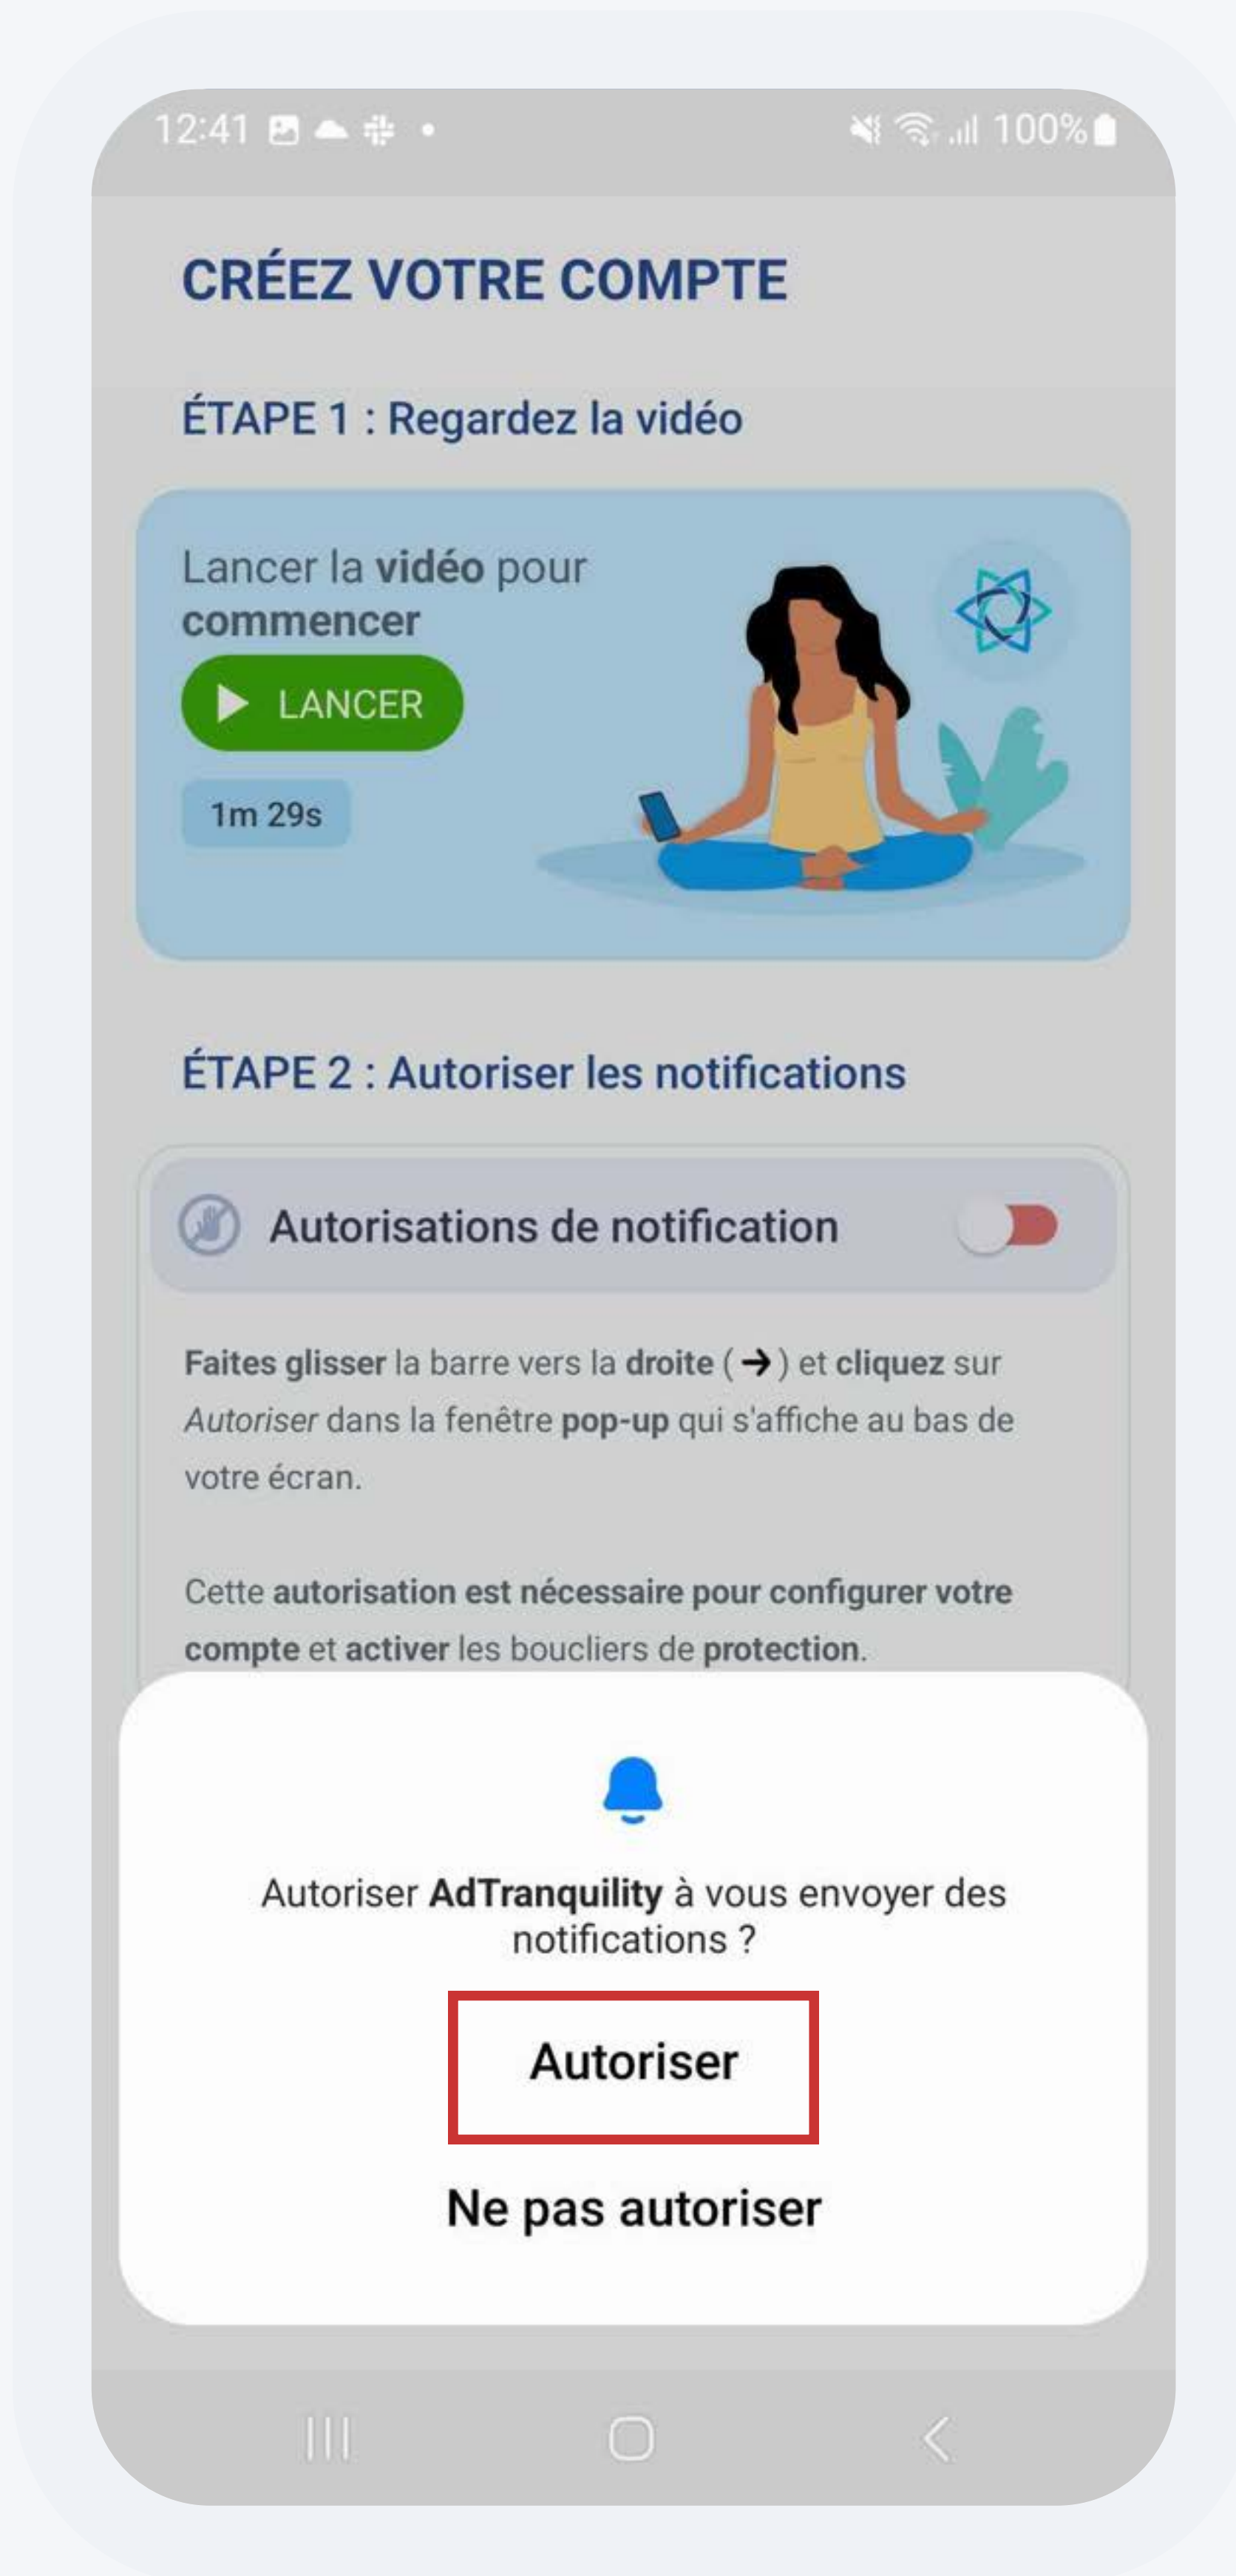 12:41
100%
CRÉEZ VOTRE COMPTE
ÉTAPE 1 : Regardez la vidéo
Lancer la vidéo pour
commencer
LANCER
1m 29s
ÉTAPE 2 : Autoriser les notifications
Autorisations de notification
Faites glisser la barre vers la droite (→) et cliquez sur
Autoriser dans la fenêtre pop-up qui s'affiche au bas de
votre écran.
Cette autorisation est nécessaire pour configurer votre
compte et activer les boucliers de protection.
Autoriser AdTranquility à vous envoyer des
notifications ?
Autoriser
Ne pas autoriser